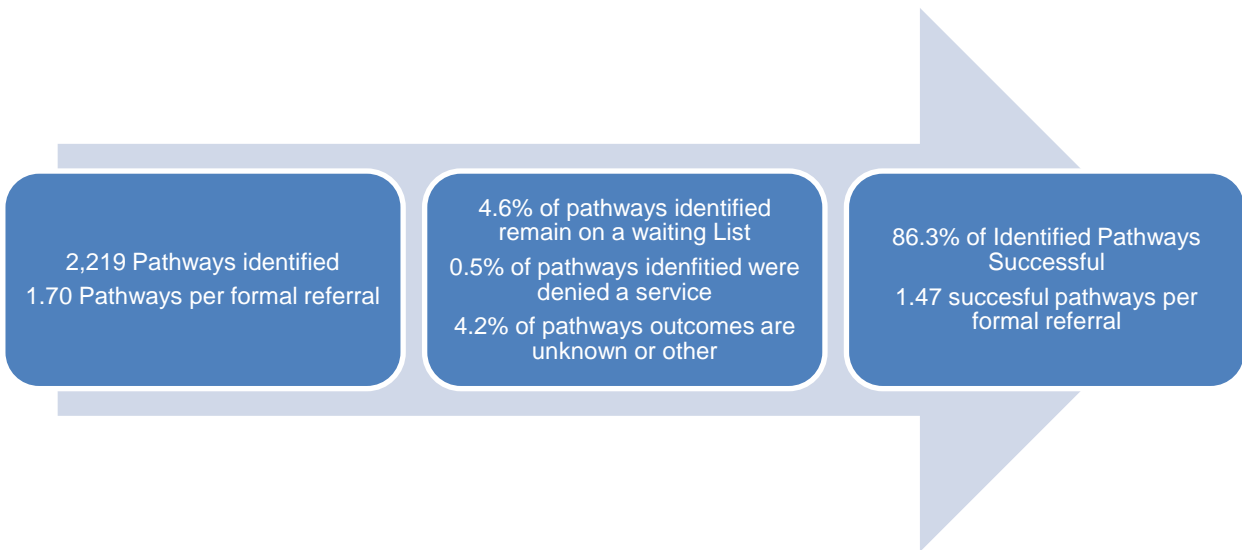 2,219 Pathways identified
1.70 Pathways per formal referral
4.6% of pathways identified
remain on a waiting List
0.5% of pathways idenfitied were
denied a service
4.2% of pathways outcomes are
unknown or other
86.3% of Identified Pathways
Successful
1.47 succesful pathways per
formal referral